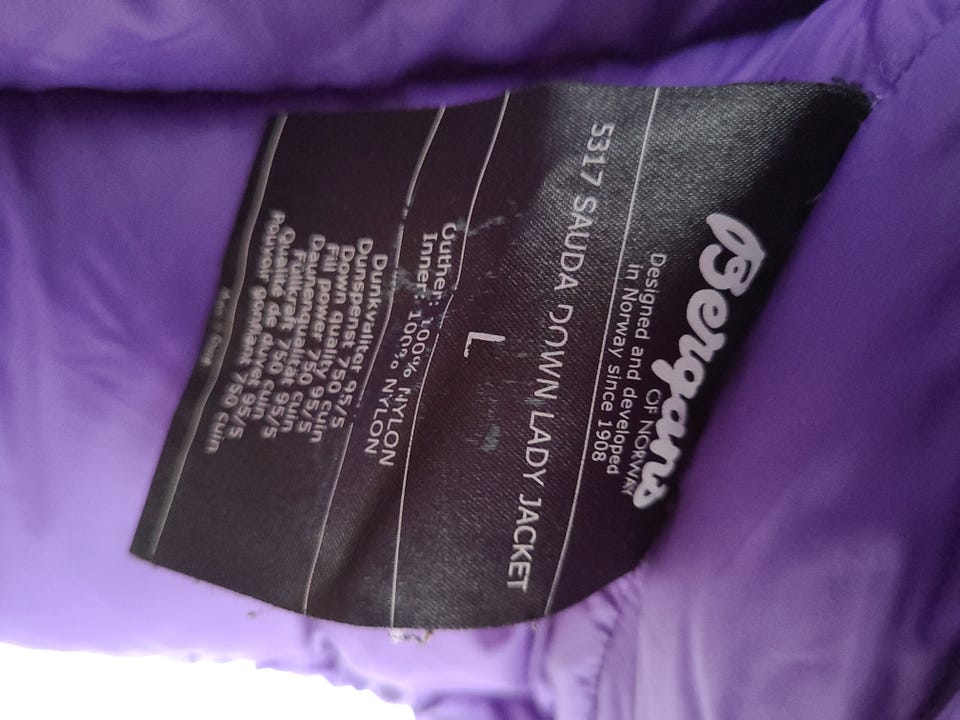 Bergans
OF NORWAY
Designed and developed
in Norway since 1908
5317 SAUDA DOWN LADY JACKET
L
Outher: 100% NYLON
Inner: 100% NYLON
Dunkvalitet 95/5
Dunspenst 750 cuin
Down quality 95/5
Fill power 750 cuin
Daunenqualität 95/5
Füllkraft 750 cuin
Qualité de duvet 95/5
Pouvoir gonflant 750 cuin